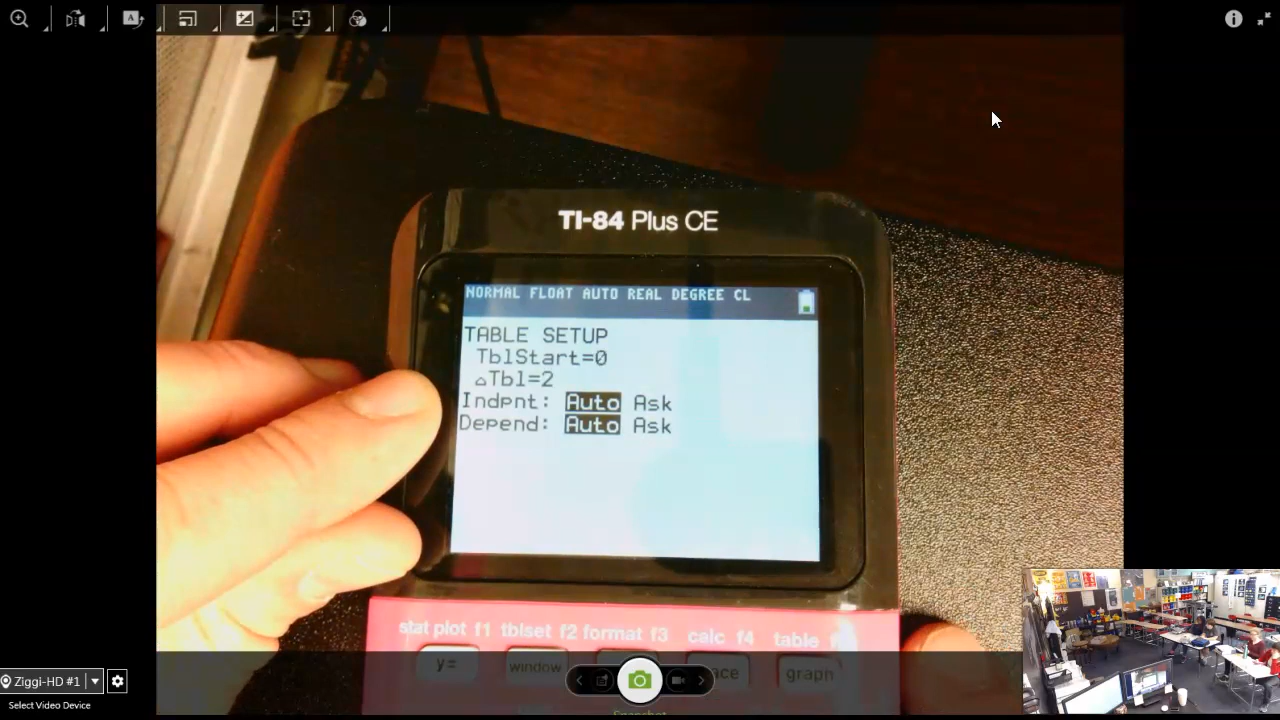 TI-84 Plus CE
NORMAL FLOAT AUTO REAL DEGREE CL
TABLE SETUP
TblStart=0
△Tbl=2
Indpnt: Auto Ask
Depend: Auto Ask
stat plot f1 tblset f2 format f3 calc f4 table
y= window graph
Ziggi-HD #1
Select Video Device
Snapshot